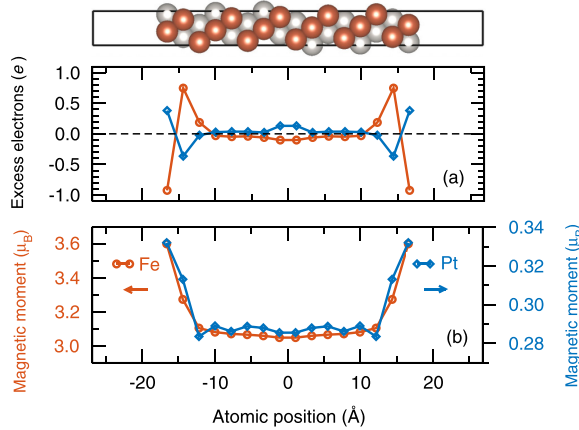 Excess electrons (e)
1.0
0.5
0.0
-0.5
-1.0
(a)
Magnetic moment (μB)
3.6
3.4
3.2
3.0
Fe
Pt
(b)
0.34
0.32
0.30
0.28
Magnetic moment (μB)
-20 -10 0 10 20
Atomic position (Å)